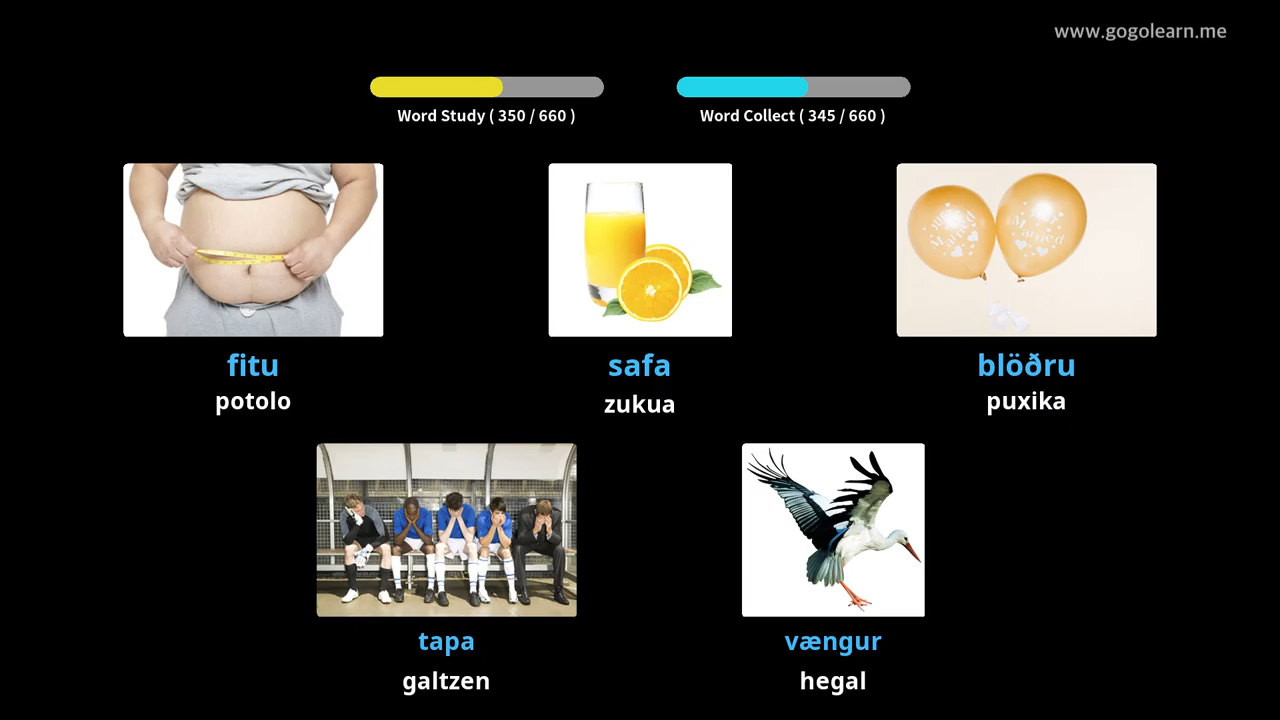 www.gogolearn.me
Word Study ( 350 / 660 )
Word Collect ( 345 / 660 )
fitu
potolo
safa
zukua
blöðru
puxika
tapa
galtzen
vængur
hegal